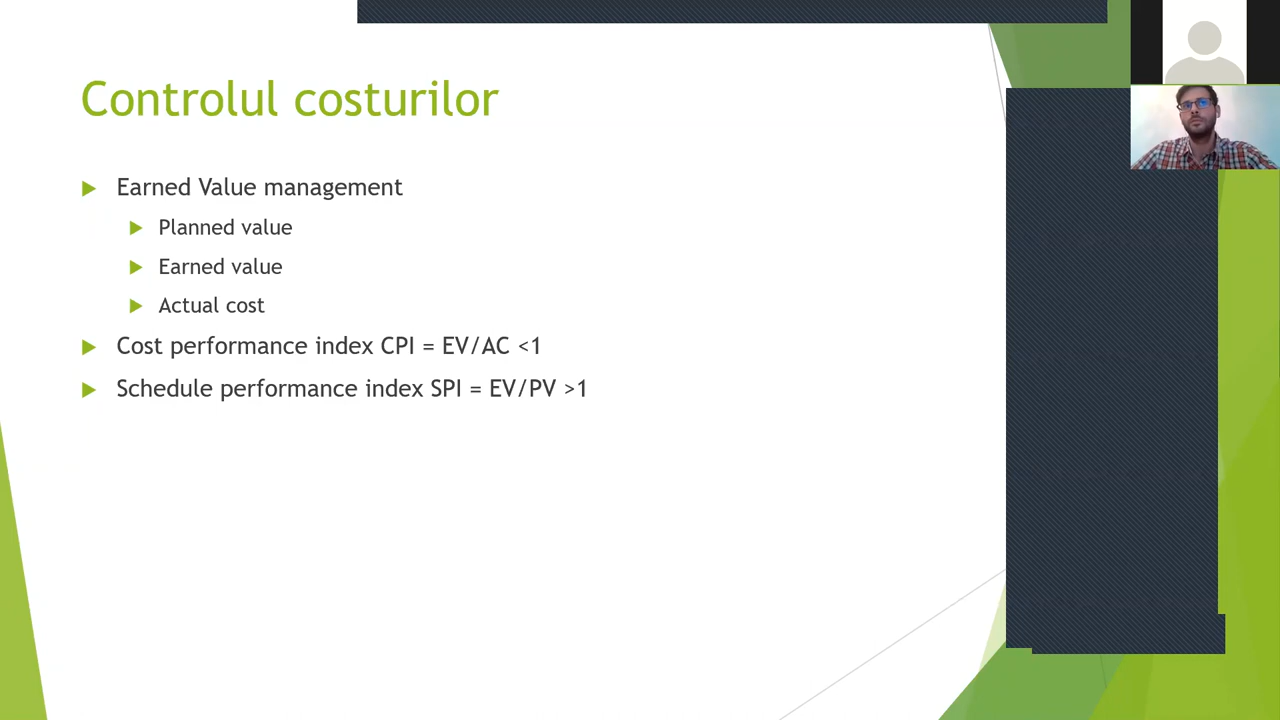 Controlul costurilor
Earned Value management
Planned value
Earned value
Actual cost
Cost performance index CPI = EV/AC <1
Schedule performance index SPI = EV/PV >1